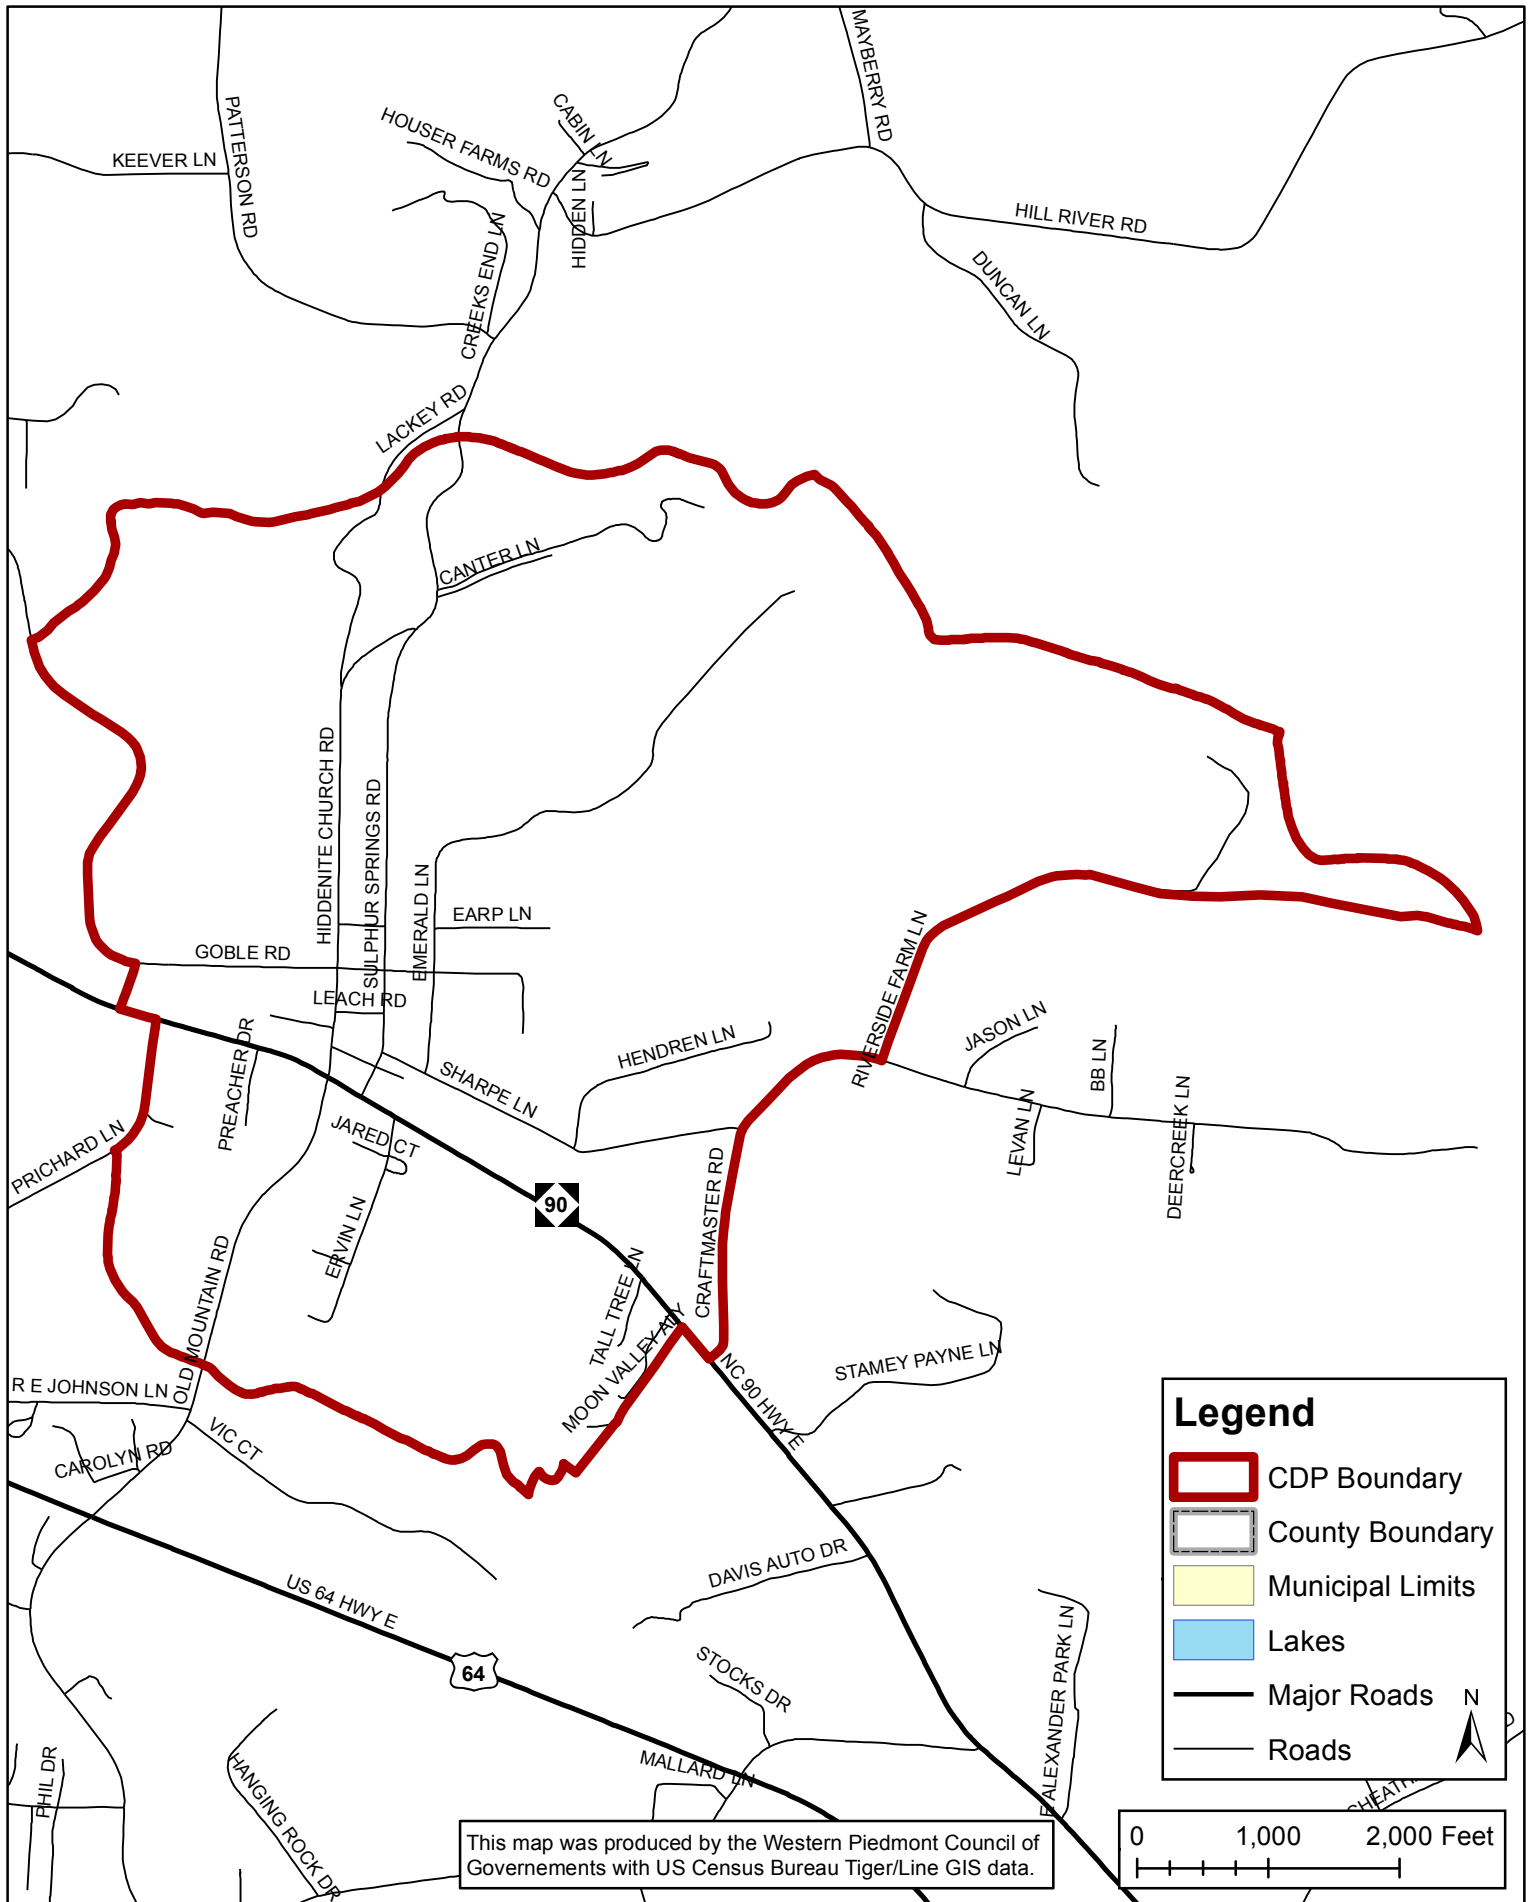 MAYBERRY RD
CABIN LN
PATTERSON RD
HOUSER FARMS RD
KEEVER LN
HIDDEN LN
HILL RIVER RD
CREEKS END LN
DUNCAN LN
LACKEY RD
CANTER LN
HIDDENITE CHURCH RD
SULPHUR SPRINGS RD
EMERALD LN
EARP LN
GOBLE RD
LEACH RD
RIVERSIDE FARM LN
PREACHER DR
HENDREN LN
JASON LN
BB LN
SHARPE LN
LEVAN LN
DEERCREEK LN
PRICHARD LN
JARED CT
CRAFTMASTER RD
90
ERVIN LN
OLD MOUNTAIN RD
TALL TREE LN
MOON VALLEY ALY
NC 90 HWY E
STAMEY PAYNE LN
R E JOHNSON LN
VIC CT
CAROLYN RD
DAVIS AUTO DR
US 64 HWY E
64
STOCKS DR
E ALEXANDER PARK LN
MALLARD LN
PHIL DR
HANGING ROCK DR
Legend
CDP Boundary
County Boundary
Municipal Limits
Lakes
Major Roads
Roads
N
0 1,000 2,000 Feet
This map was produced by the Western Piedmont Council of
Governements with US Census Bureau Tiger/Line GIS data.